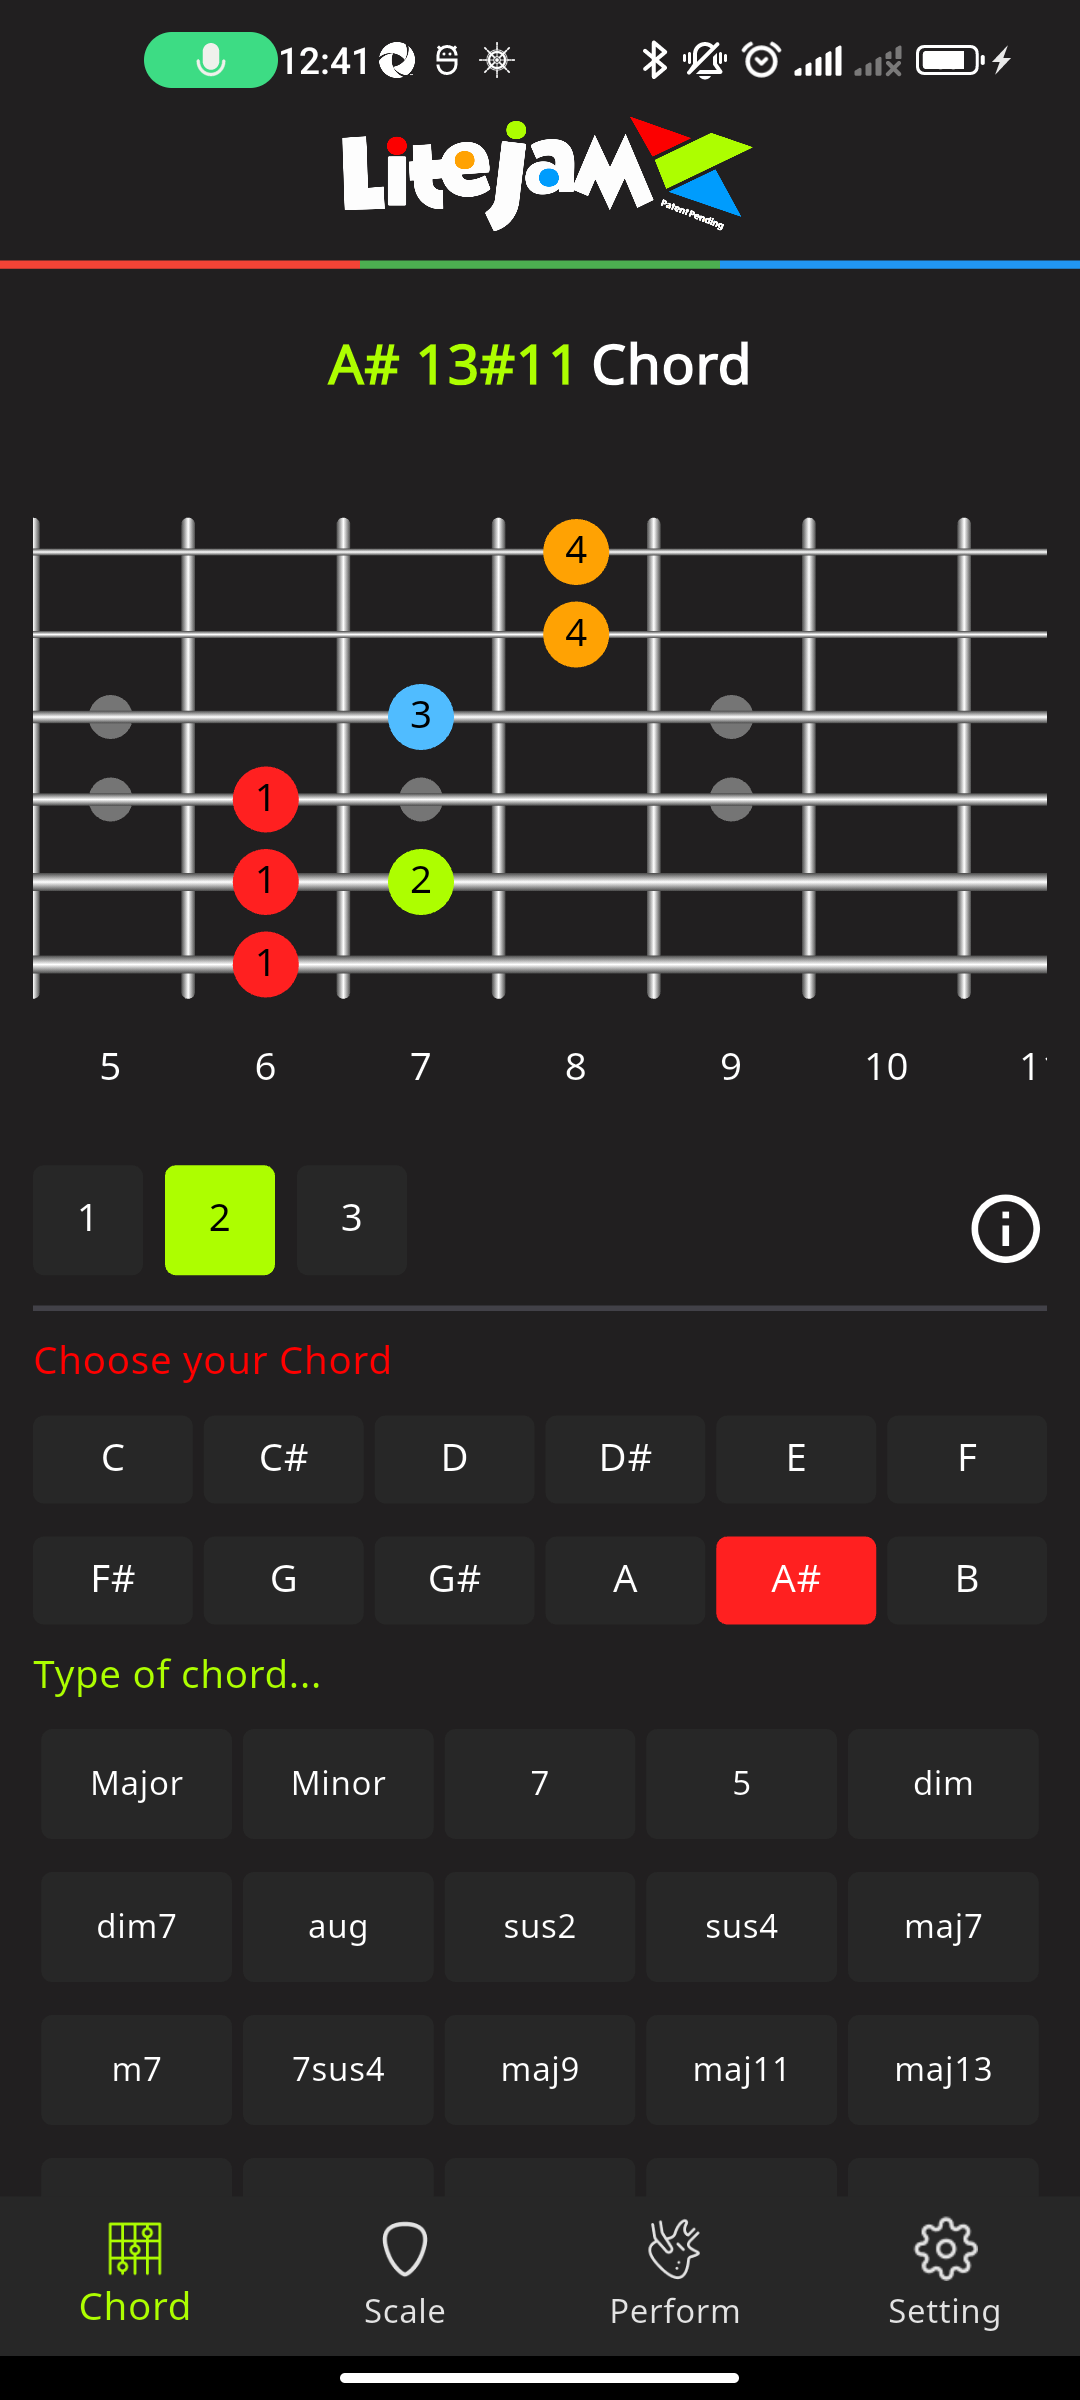 12:41
LiteJam
Patent Pending
A# 13#11 Chord
4
4
3
1
1 2
1
5 6 7 8 9 10
1 2 3
Choose your Chord
C C# D D# E F
F# G G# A A# B
Type of chord...
Major Minor 7 5 dim
dim7 aug sus2 sus4 maj7
m7 7sus4 maj9 maj11 maj13
Chord Scale Perform Setting